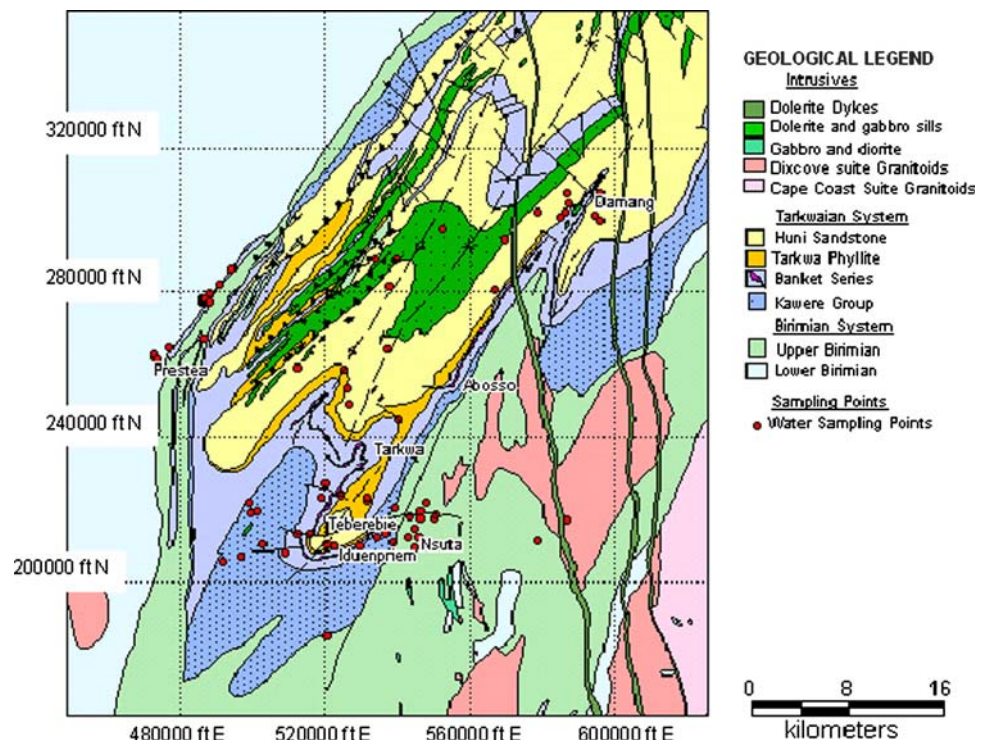 320000 ft N
280000 ft N
240000 ft N
200000 ft N
480000 ft E
520000 ft E
560000 ft E
600000 ft E
Damang
Prestea
Abosso
Tarkwa
Teberebie
Iduenpriem
Nsuta
GEOLOGICAL LEGEND
Intrusives
Dolerite Dykes
Dolerite and gabbro sills
Gabbro and diorite
Dixcove suite Granitoids
Cape Coast Suite Granitoids
Tarkwaian System
Huni Sandstone
Tarkwa Phyllite
Banket Series
Kawere Group
Birimian System
Upper Birimian
Lower Birimian
Sampling Points
Water Sampling Points
0 8 16
kilometers